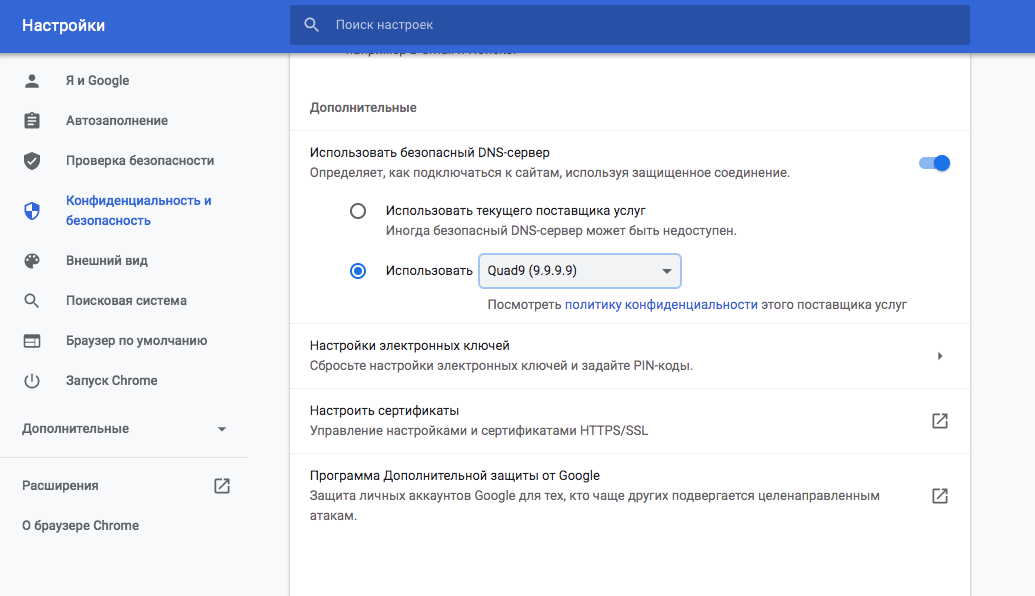 Настройки
Поиск настроек
Я и Google
Автозаполнение
Проверка безопасности
Конфиденциальность и
безопасность
Внешний вид
Поисковая система
Браузер по умолчанию
Запуск Chrome
Дополнительные
Расширения
О браузере Chrome
Дополнительные
Использовать безопасный DNS-сервер
Определяет, как подключаться к сайтам, используя защищенное соединение.
Использовать текущего поставщика услуг
Иногда безопасный DNS-сервер может быть недоступен.
Использовать Quad9 (9.9.9.9)
Посмотреть политику конфиденциальности этого поставщика услуг
Настройки электронных ключей
Сбросьте настройки электронных ключей и задайте PIN-коды.
Настроить сертификаты
Управление настройками и сертификатами HTTPS/SSL
Программа Дополнительной защиты от Google
Защита личных аккаунтов Google для тех, кто чаще других подвергается целенаправленным
атакам.